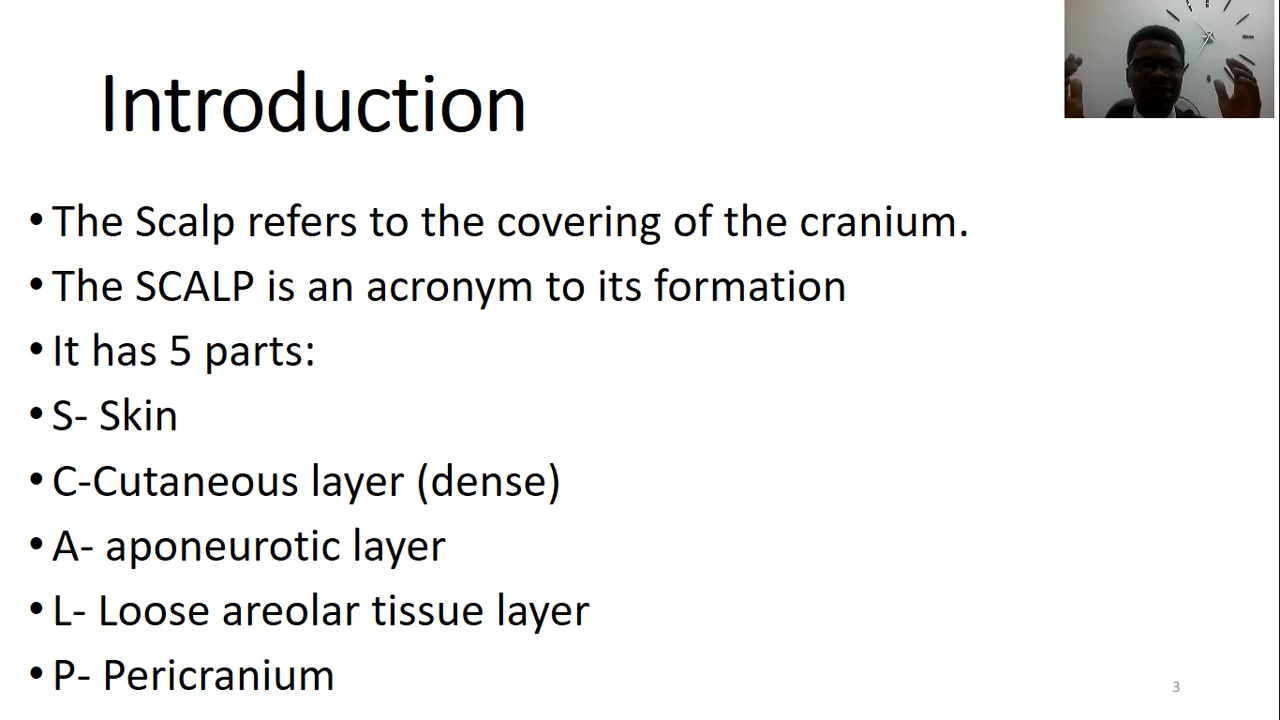 Introduction
• The Scalp refers to the covering of the cranium.
• The SCALP is an acronym to its formation
• It has 5 parts:
• S- Skin
• C-Cutaneous layer (dense)
• A- aponeurotic layer
• L- Loose areolar tissue layer
• P- Pericranium
3